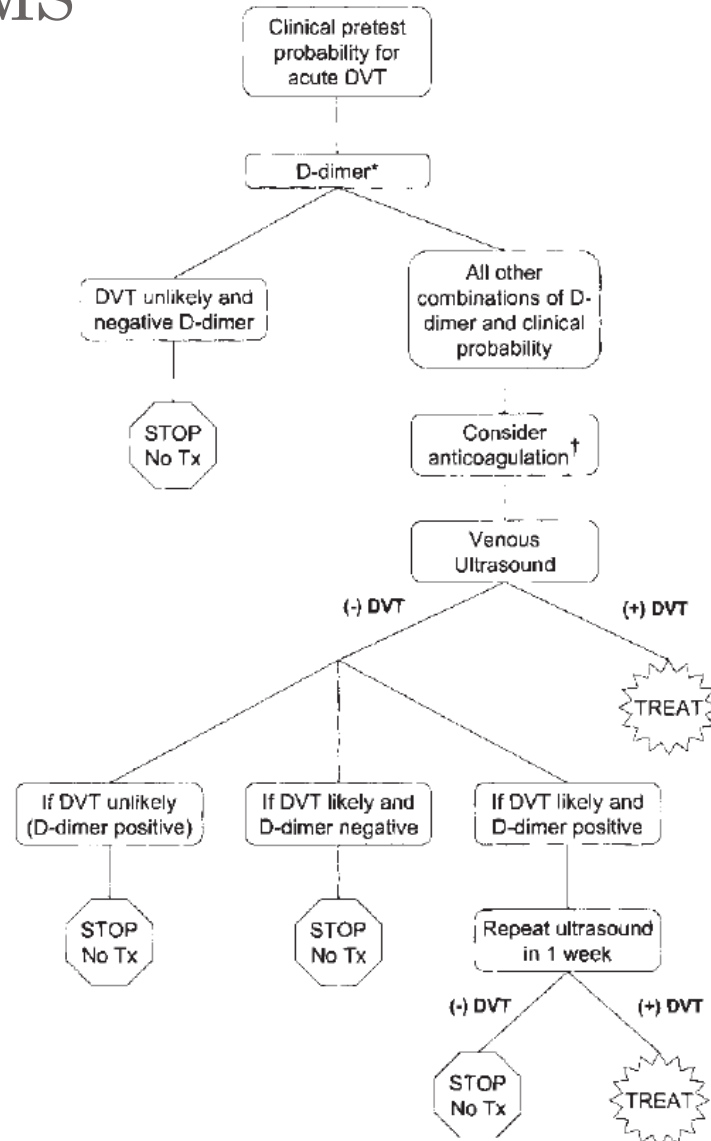 Clinical pretest
probability for
acute DVT
D-dimer*
DVT unlikely and
negative D-dimer
All other
combinations of D-
dimer and clinical
probability
STOP
No Tx
Consider
anticoagulation†
Venous
Ultrasound
(-) DVT
(+) DVT
TREAT
If DVT unlikely
(D-dimer positive)
If DVT likely and
D-dimer negative
If DVT likely and
D-dimer positive
STOP
No Tx
STOP
No Tx
Repeat ultrasound
in 1 week
(-) DVT
(+) DVT
STOP
No Tx
TREAT